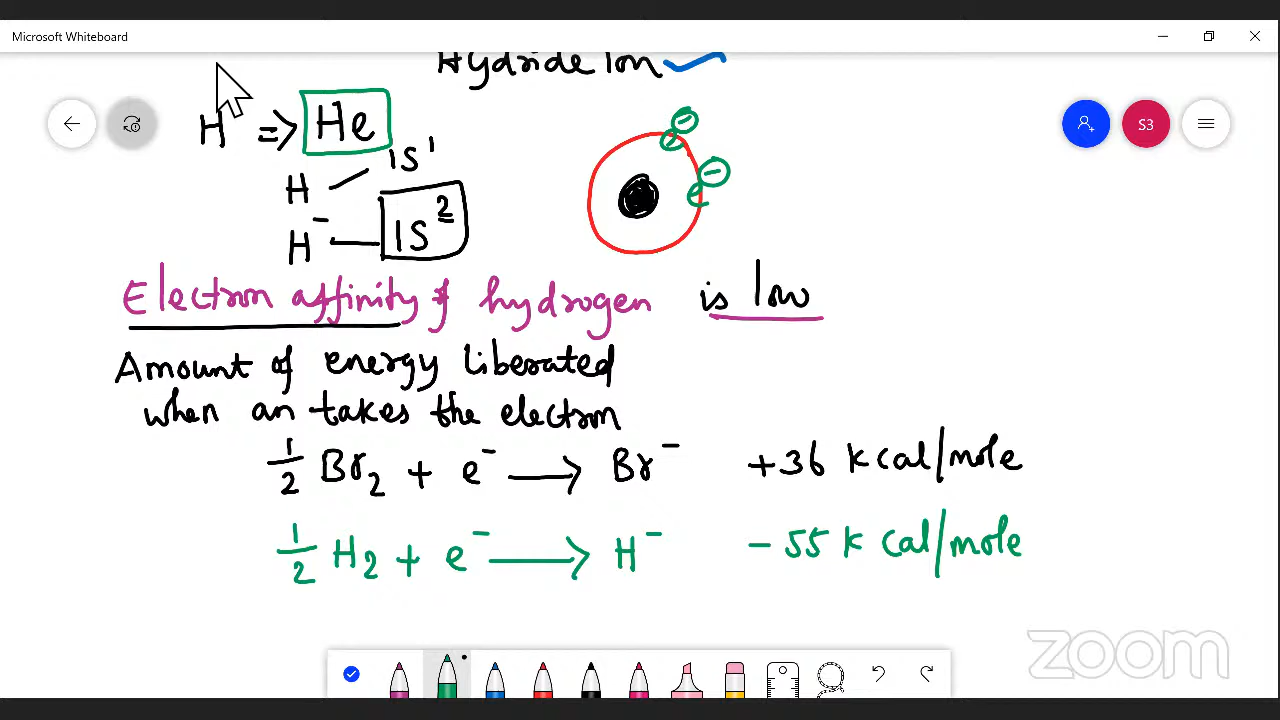 Microsoft Whiteboard
Hydride Ion
H => He
H — 1S¹
H⁻ — 1S²
Electron affinity of hydrogen is low
Amount of energy liberated
when an takes the electron
1/2 Br₂ + e⁻ → Br⁻ +36 kcal/mole
1/2 H₂ + e⁻ → H⁻ -55 k cal/mole
e⁻
e⁻
S3
zoom